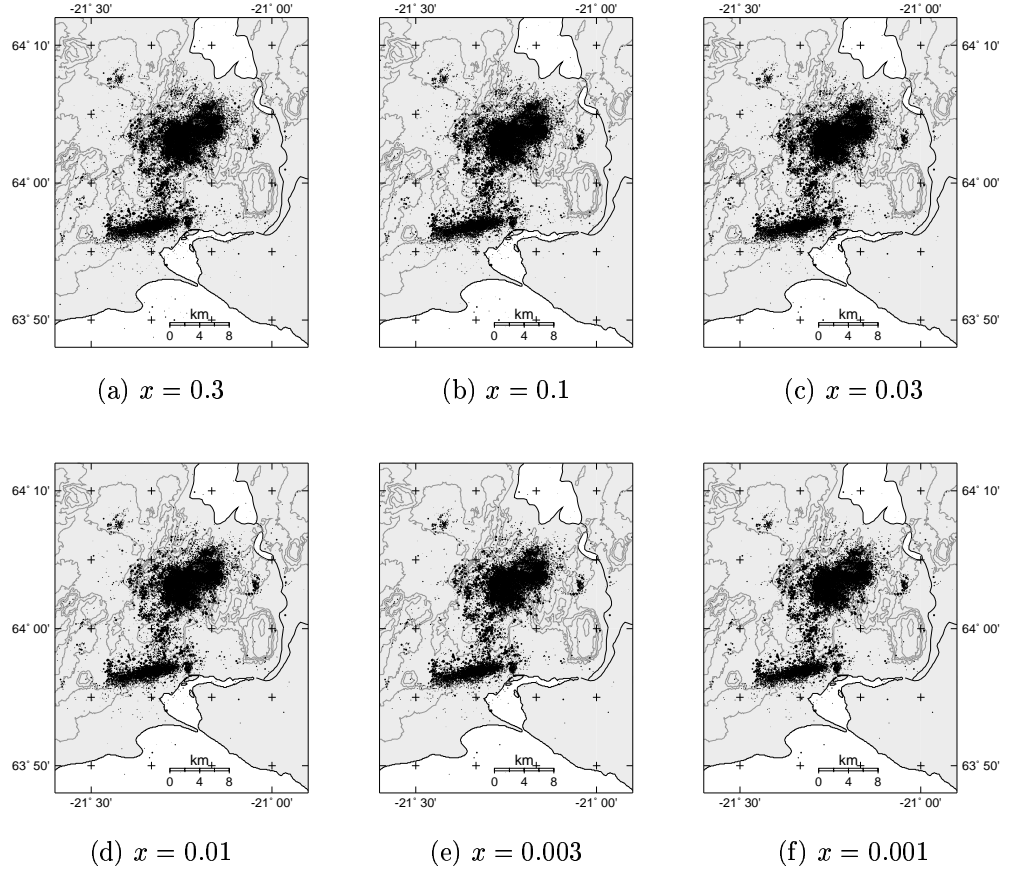 -21˚ 30' -21˚ 00' -21˚ 30' -21˚ 00' -21˚ 30' -21˚ 00'
64˚ 10' 64˚ 10'
64˚ 00' 64˚ 00'
63˚ 50' 63˚ 50'
km km km
0 4 8 0 4 8 0 4 8
(a) x = 0.3 (b) x = 0.1 (c) x = 0.03
64˚ 10' 64˚ 10'
64˚ 00' 64˚ 00'
63˚ 50' 63˚ 50'
km km km
0 4 8 0 4 8 0 4 8
-21˚ 30' -21˚ 00' -21˚ 30' -21˚ 00' -21˚ 30' -21˚ 00'
(d) x = 0.01 (e) x = 0.003 (f) x = 0.001